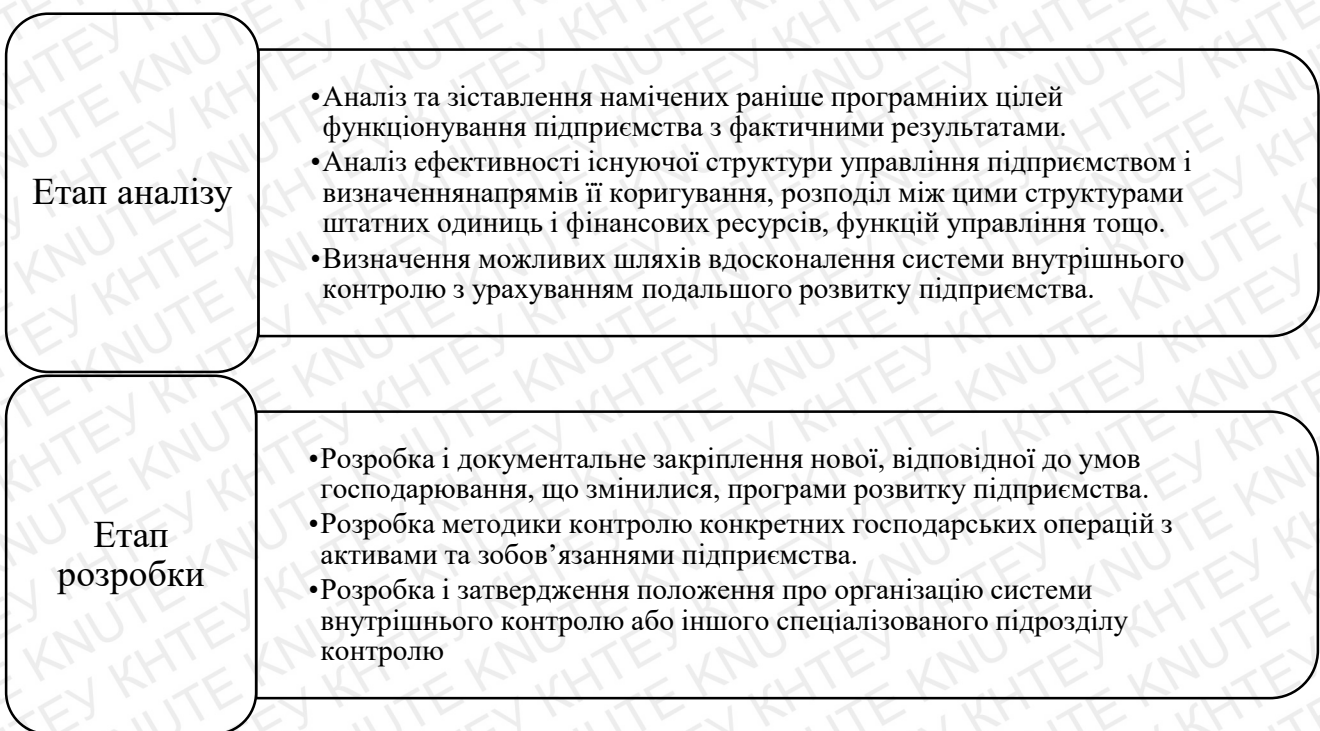 Етап аналізу
•Аналіз та зіставлення намічених раніше програмніих цілей
функціонування підприємства з фактичними результатами.
•Аналіз ефективності існуючої структури управління підприємством і
визначеннянапрямів її коригування, розподіл між цими структурами
штатних одиниць і фінансових ресурсів, функцій управління тощо.
•Визначення можливих шляхів вдосконалення системи внутрішнього
контролю з урахуванням подальшого розвитку підприємства.
Етап
розробки
•Розробка і документальне закріплення нової, відповідної до умов
господарювання, що змінилися, програми розвитку підприємства.
•Розробка методики контролю конкретних господарських операцій з
активами та зобов’язаннями підприємства.
•Розробка і затвердження положення про організацію системи
внутрішнього контролю або іншого спеціалізованого підрозділу
контролю